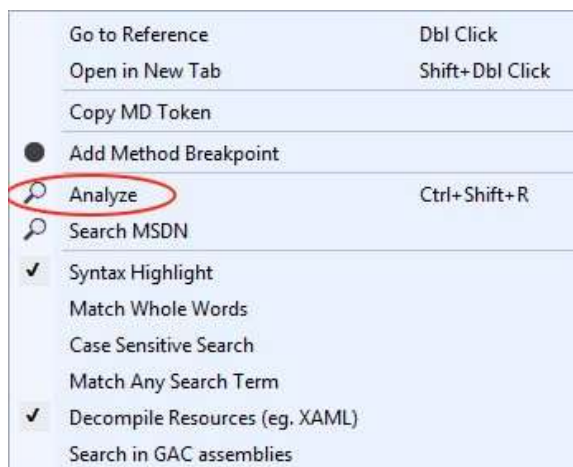 Go to Reference Dbl Click
Open in New Tab Shift+Dbl Click
Copy MD Token
Add Method Breakpoint
Analyze Ctrl+Shift+R
Search MSDN
Syntax Highlight
Match Whole Words
Case Sensitive Search
Match Any Search Term
Decompile Resources (eg. XAML)
Search in GAC assemblies